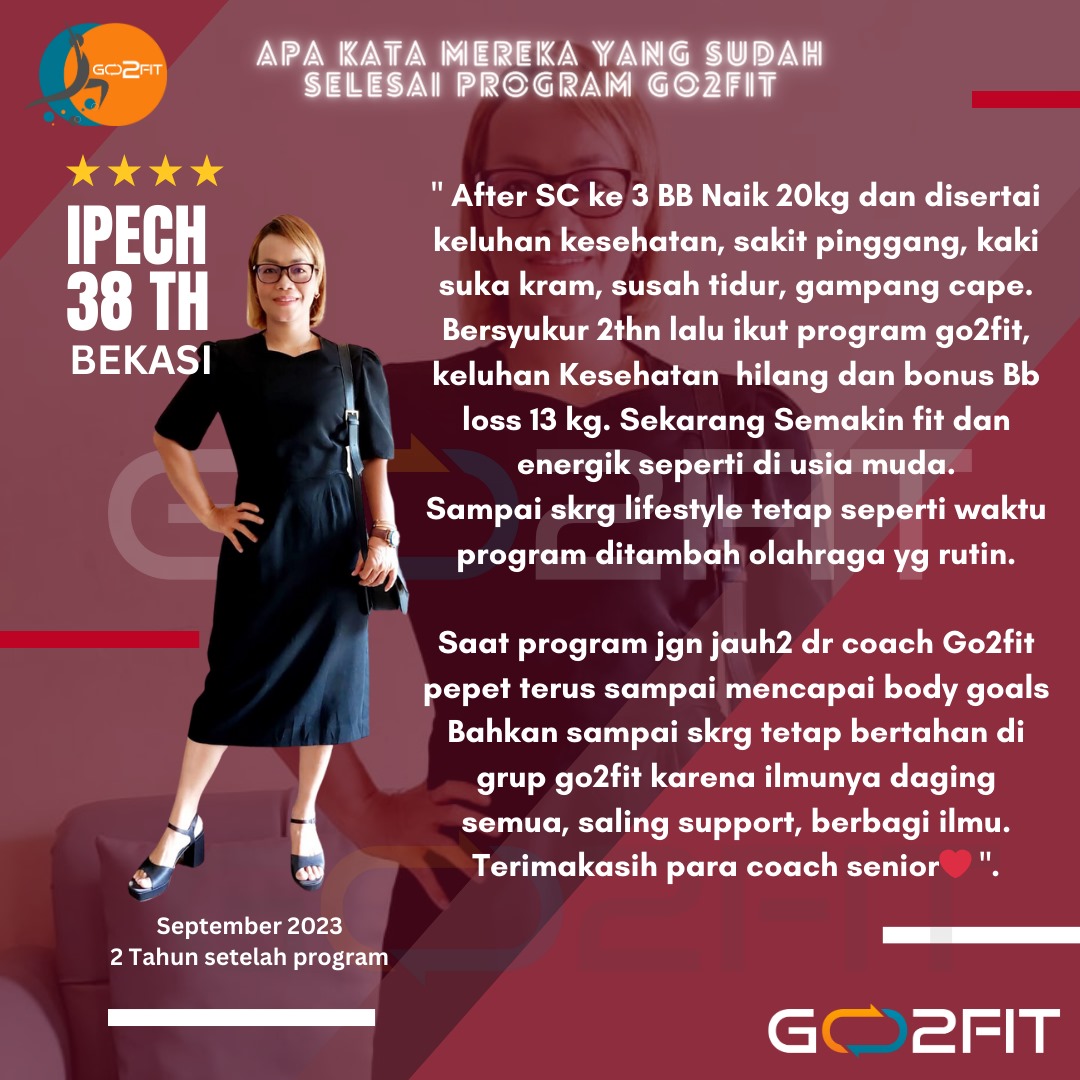 GO2FIT
APA KATA MEREKA YANG SUDAH
SELESAI PROGRAM GO2FIT
IPECH
38 TH
BEKASI
" After SC ke 3 BB Naik 20kg dan disertai
keluhan kesehatan, sakit pinggang, kaki
suka kram, susah tidur, gampang cape.
Bersyukur 2thn lalu ikut program go2fit,
keluhan Kesehatan hilang dan bonus Bb
loss 13 kg. Sekarang Semakin fit dan
energik seperti di usia muda.
Sampai skrg lifestyle tetap seperti waktu
program ditambah olahraga yg rutin.
Saat program jgn jauh2 dr coach Go2fit
pepet terus sampai mencapai body goals
Bahkan sampai skrg tetap bertahan di
grup go2fit karena ilmunya daging
semua, saling support, berbagi ilmu.
Terimakasih para coach senior❤️ ".
September 2023
2 Tahun setelah program
GO2FIT
GO2FIT
GO2FIT